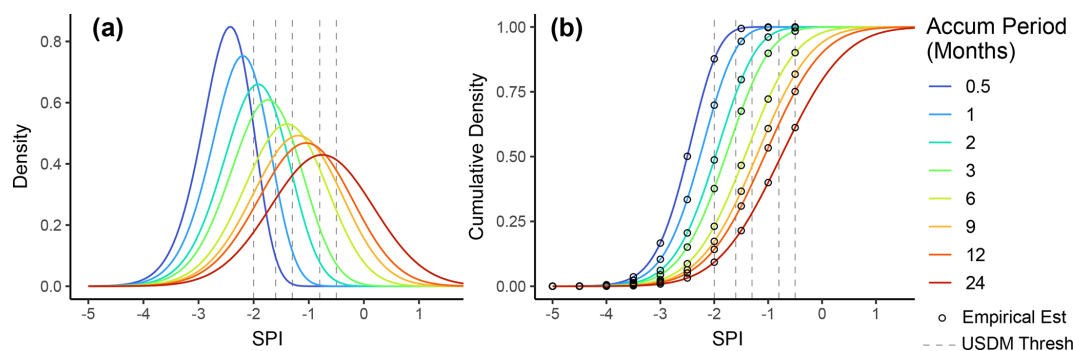 (a)
Density
0.8
0.6
0.4
0.2
0.0
-5 -4 -3 -2 -1 0 1
SPI
(b)
Cumulative Density
1.00
0.75
0.50
0.25
0.00
-5 -4 -3 -2 -1 0 1
SPI
Accum Period
(Months)
0.5
1
2
3
6
9
12
24
Empirical Est
USDM Thresh